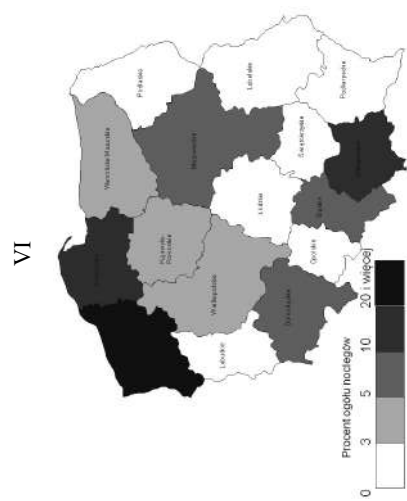 VI
Podlaskie
Warmińsko-Mazurskie
Lubelskie
Mazowieckie
Podkarpackie
Świętokrzyskie
Kujawsko-
Pomorskie
Łódzkie
Śląskie
Wielkopolskie
Opolskie
Lubuskie
Dolnośląskie
Procent ogółu noclegów
0 3 5 10 20 i więcej